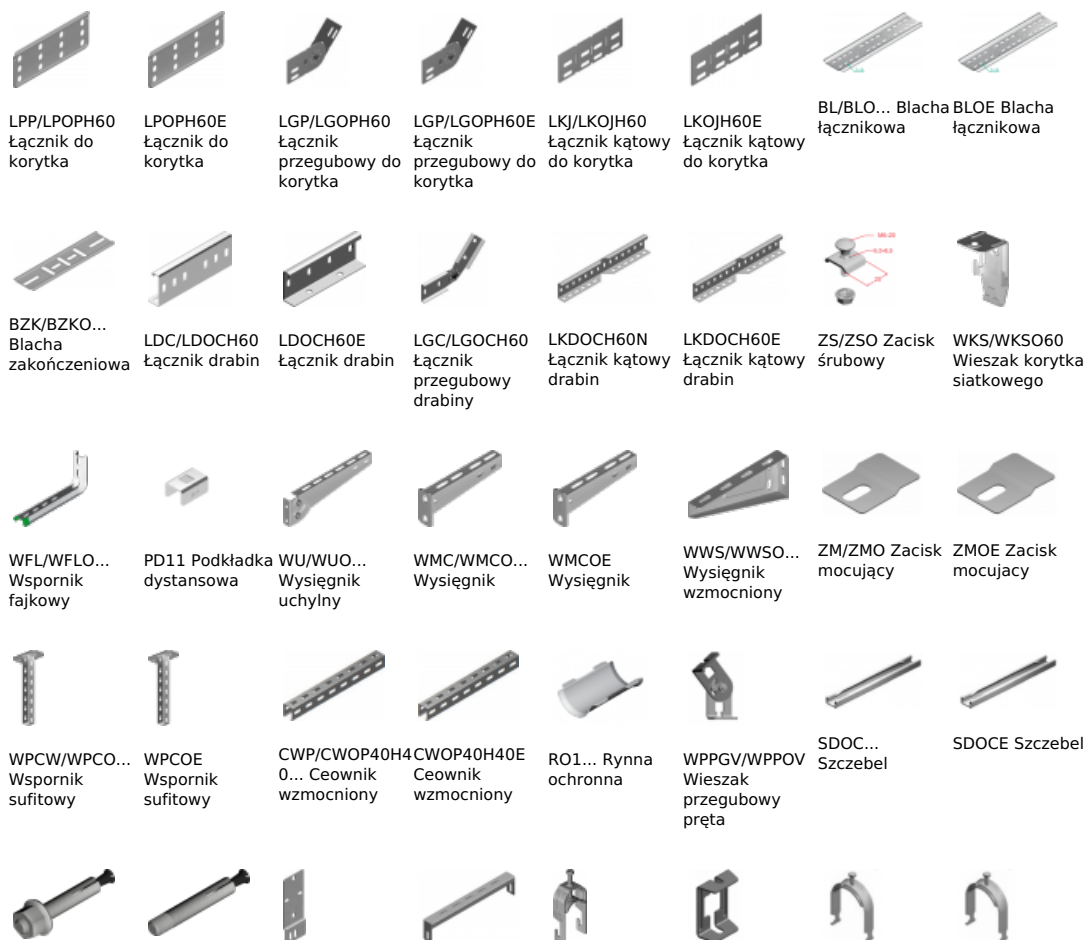 LPP/LPOPH60
Łącznik do
korytka
LPOPH60E
Łącznik do
korytka
LGP/LGOPH60
Łącznik
przegubowy do
korytka
LGP/LGOPH60E
Łącznik
przegubowy do
korytka
LKJ/LKOJH60
Łącznik kątowy
do korytka
LKOJH60E
Łącznik kątowy
do korytka
BL/BLO... Blacha
łącznikowa
BLOE Blacha
łącznikowa
BZK/BZKO...
Blacha
zakończeniowa
LDC/LDOCH60
Łącznik drabin
LDOCH60E
Łącznik drabin
LGC/LGOCH60
Łącznik
przegubowy
drabiny
LKDOCH60N
Łącznik kątowy
drabin
LKDOCH60E
Łącznik kątowy
drabin
ZS/ZSO Zacisk
śrubowy
WKS/WKSO60
Wieszak korytka
siatkowego
WFL/WFLO...
Wspornik
fajkowy
PD11 Podkładka
dystansowa
WU/WUO...
Wysięgnik
uchylny
WMC/WMCO...
Wysięgnik
WMCOE
Wysięgnik
WWS/WWSO...
Wysięgnik
wzmocniony
ZM/ZMO Zacisk
mocujący
ZMOE Zacisk
mocujacy
WPCW/WPCO...
Wspornik
sufitowy
WPCOE
Wspornik
sufitowy
CWP/CWOP40H4
0... Ceownik
wzmocniony
CWOP40H40E
Ceownik
wzmocniony
RO1... Rynna
ochronna
WPPGV/WPPOV
Wieszak
przegubowy
pręta
SDOC...
Szczebel
SDOCE Szczebel